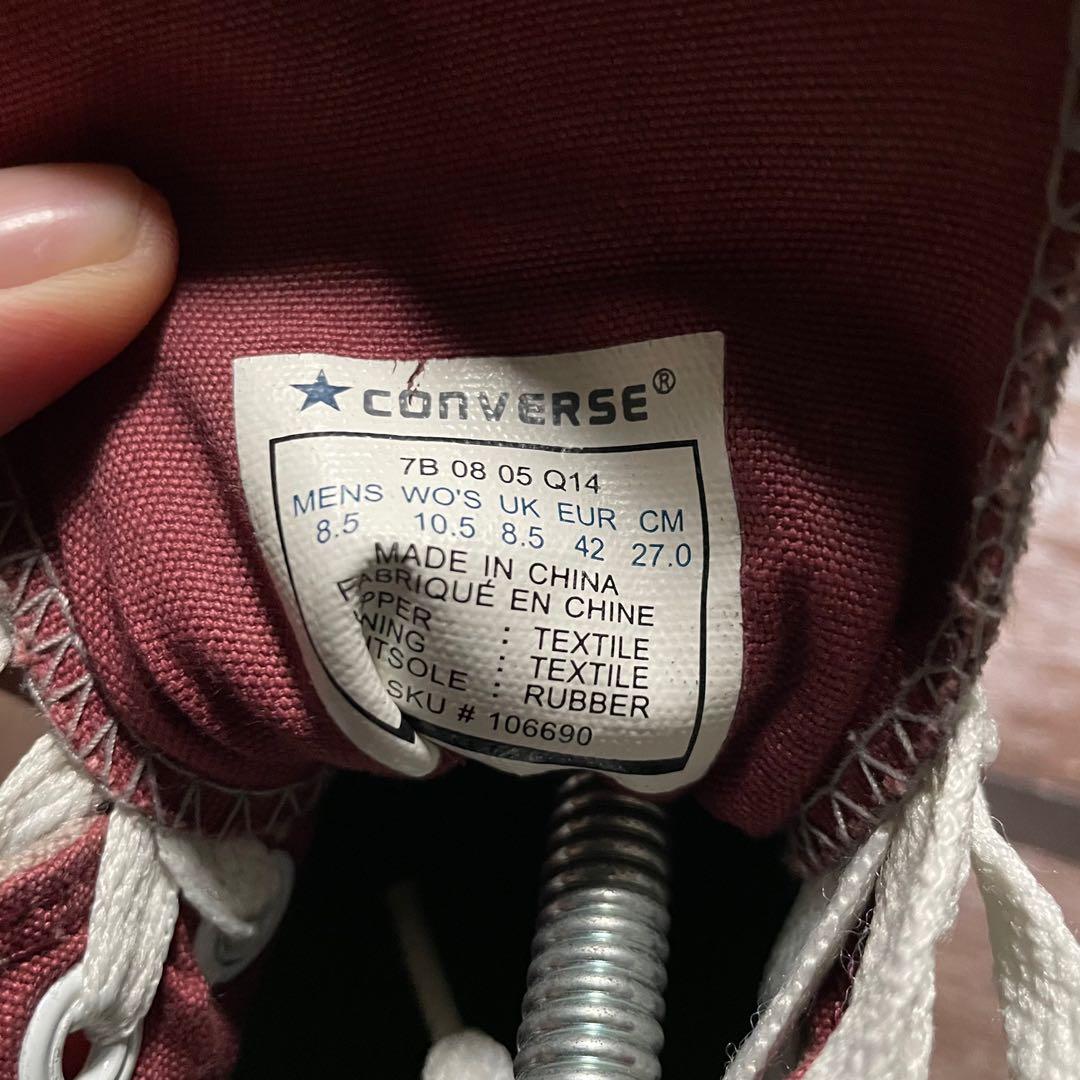 CONVERSE®
7B 08 05 Q14
MENS WO'S UK EUR CM
8.5 10.5 8.5 42 27.0
MADE IN CHINA
FABRIQUÉ EN CHINE
: TEXTILE
: TEXTILE
: RUBBER
SKU # 106690